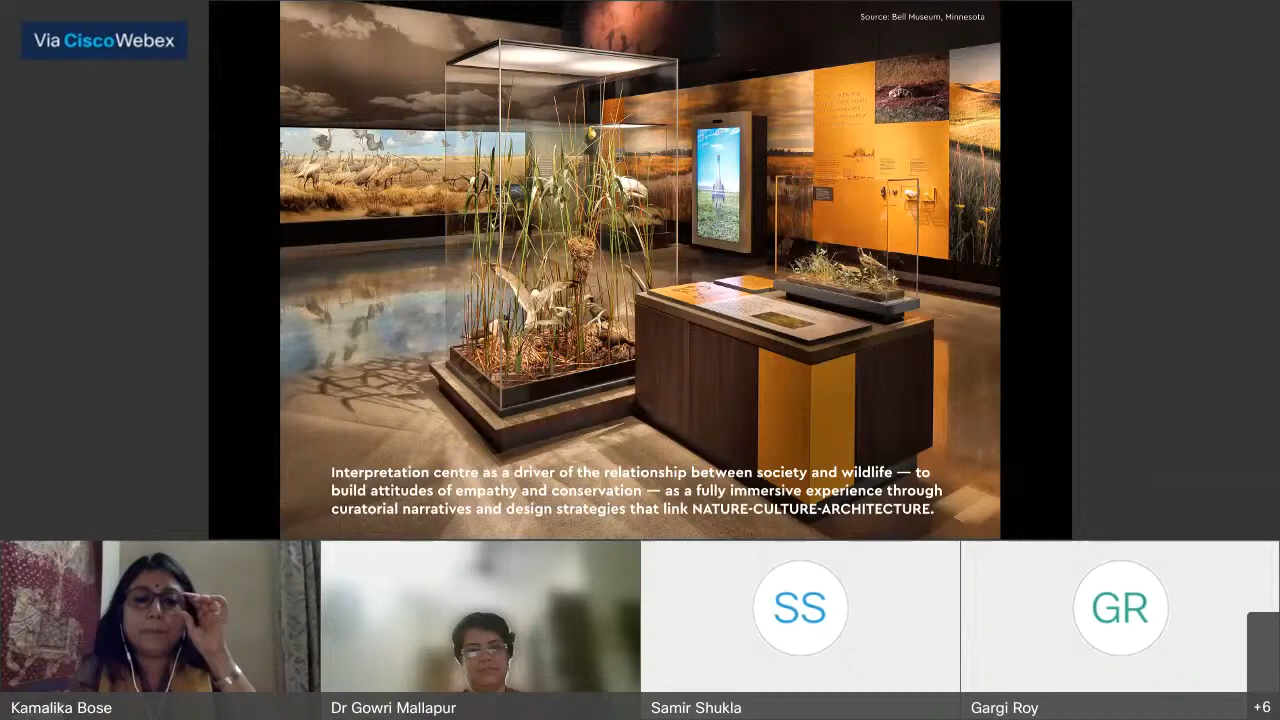 Via Cisco Webex
Source: Bell Museum, Minnesota
Interpretation centre as a driver of the relationship between society and wildlife — to
build attitudes of empathy and conservation — as a fully immersive experience through
curatorial narratives and design strategies that link NATURE-CULTURE-ARCHITECTURE.
SS
GR
Kamalika Bose
Dr Gowri Mallapur
Samir Shukla
Gargi Roy
+6